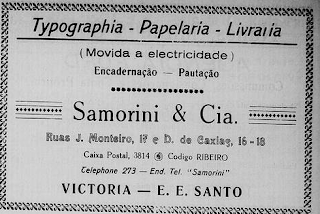 Typographia - Papelaria - Livraria
(Movida a electricidade)
Encadernação — Pautação
Samorini & Cia.
Ruas J. Monteiro, e D. de Caxias, 16-18
Caixa Postal, 3814 Codigo RIBEIRO
Telephone 273 — End. Tel. "Samorini"
VICTORIA — E. E. SANTO